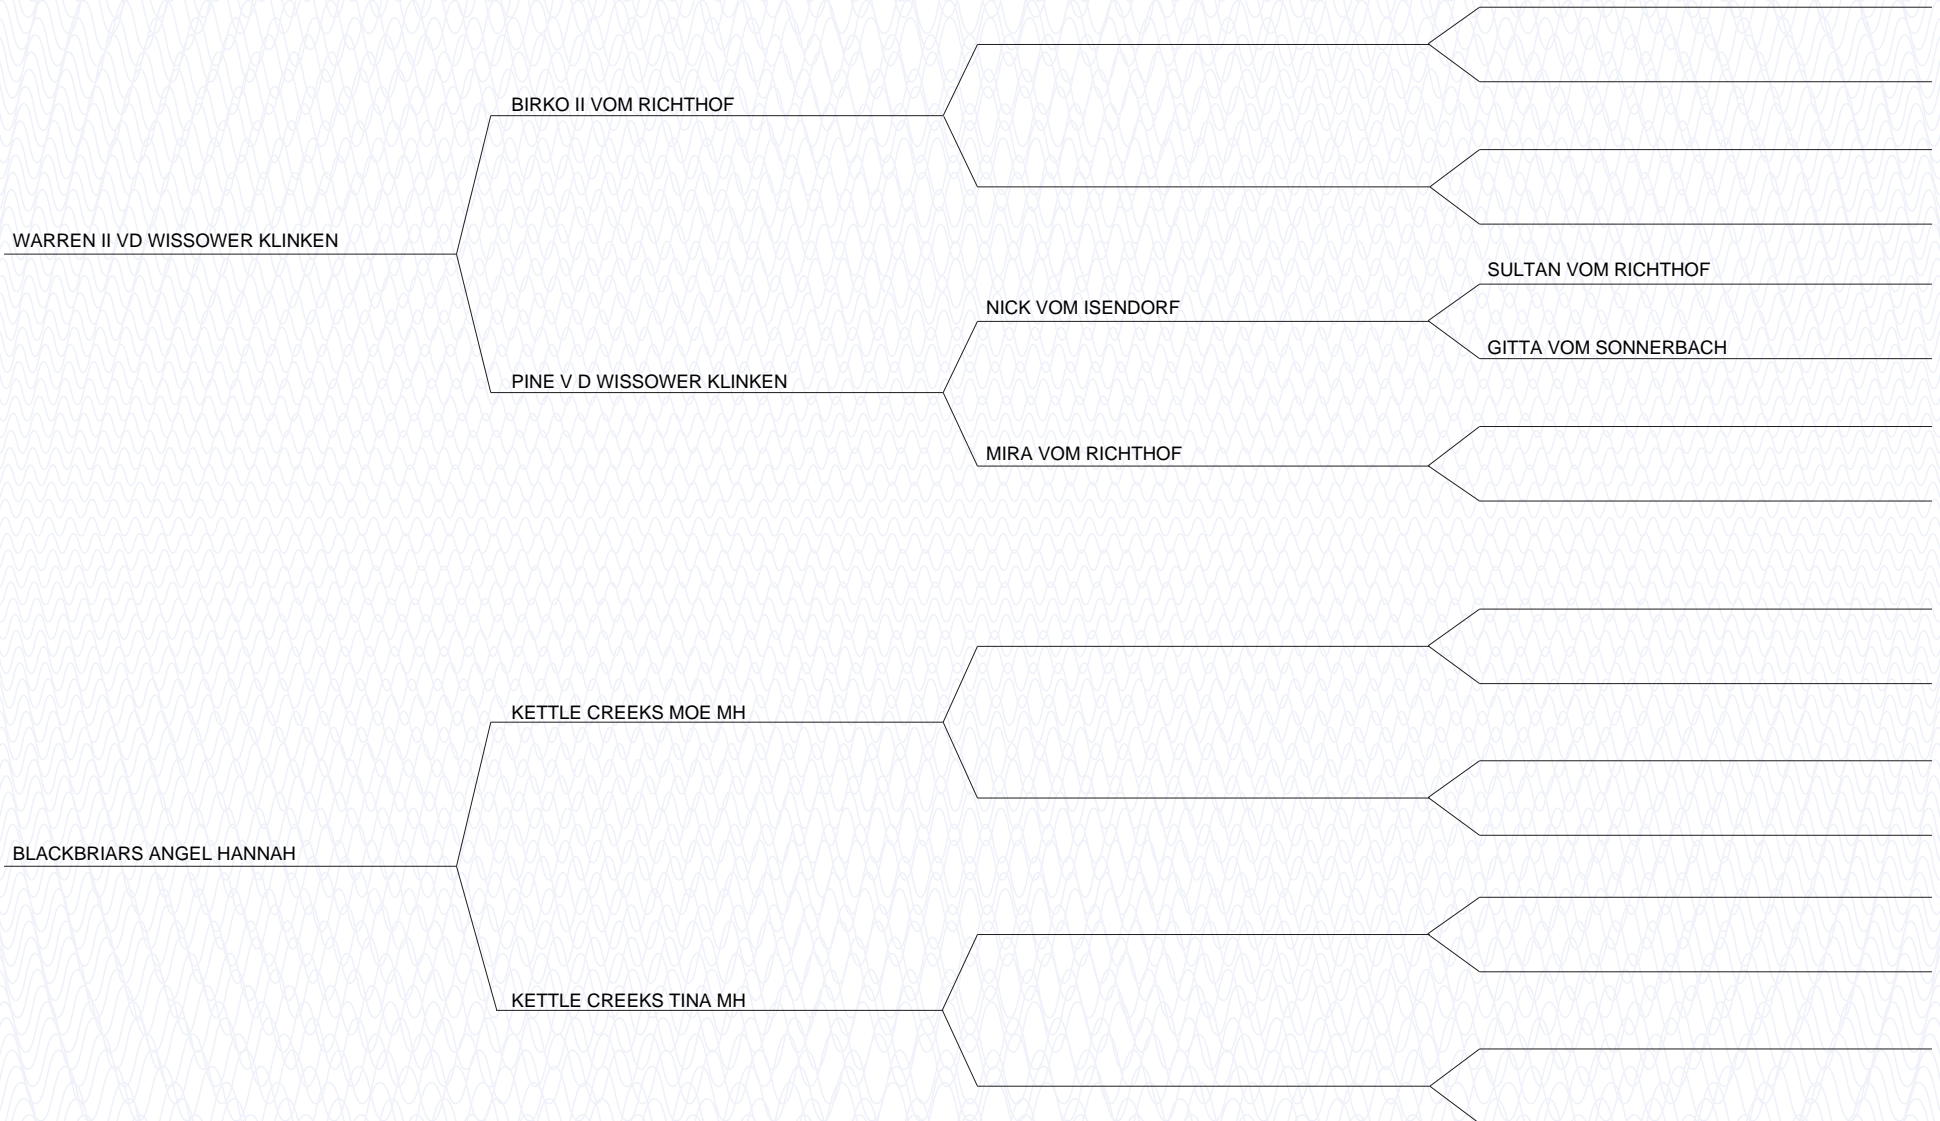 BIRKO II VOM RICHTHOF
WARREN II VD WISSOWER KLINKEN
SULTAN VOM RICHTHOF
NICK VOM ISENDORF
GITTA VOM SONNERBACH
PINE V D WISSOWER KLINKEN
MIRA VOM RICHTHOF
KETTLE CREEKS MOE MH
BLACKBRIARS ANGEL HANNAH
KETTLE CREEKS TINA MH